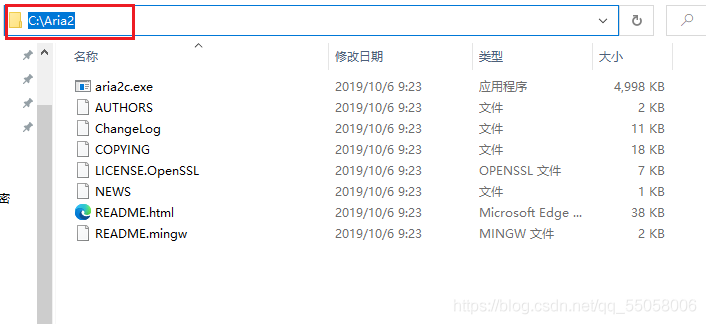 C:\Aria2
名称 修改日期 类型 大小
aria2c.exe 2019/10/6 9:23 应用程序 4,998 KB
AUTHORS 2019/10/6 9:23 文件 2 KB
ChangeLog 2019/10/6 9:23 文件 11 KB
COPYING 2019/10/6 9:23 文件 18 KB
LICENSE.OpenSSL 2019/10/6 9:23 OPENSSL 文件 7 KB
NEWS 2019/10/6 9:23 文件 1 KB
密
README.html 2019/10/6 9:23 Microsoft Edge ... 38 KB
README.mingw 2019/10/6 9:23 MINGW 文件 2 KB
https://blog.csdn.net/qq_55058006